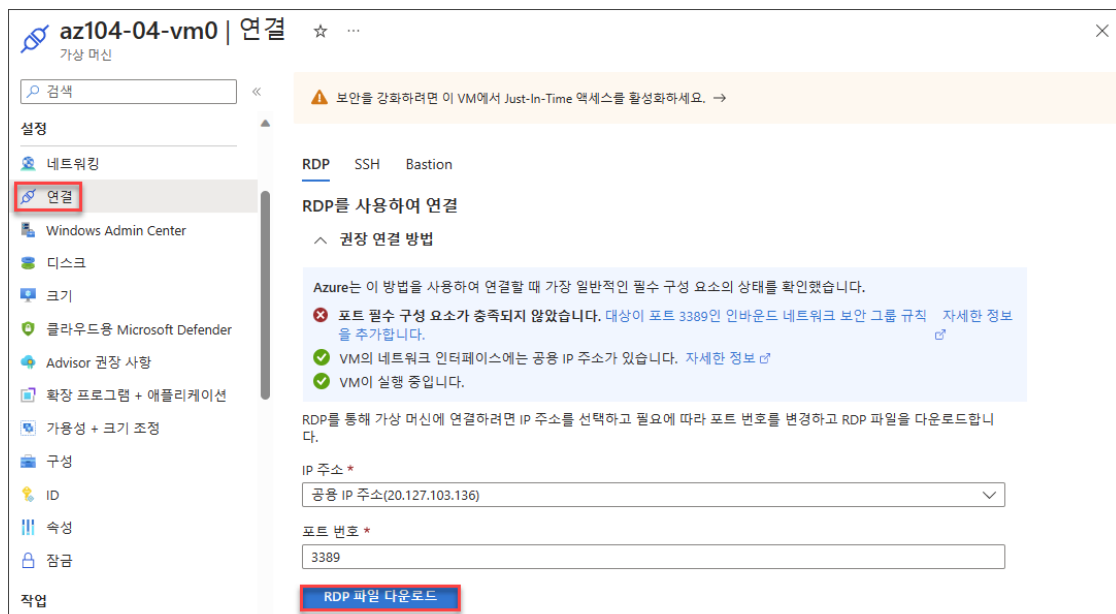 az104-04-vm0 | 연결
가상 머신
검색
설정
네트워킹
연결
Windows Admin Center
디스크
크기
클라우드용 Microsoft Defender
Advisor 권장 사항
확장 프로그램 + 애플리케이션
가용성 + 크기 조정
구성
ID
속성
잠금
작업
보안을 강화하려면 이 VM에서 Just-In-Time 액세스를 활성화하세요. →
RDP SSH Bastion
RDP를 사용하여 연결
권장 연결 방법
Azure는 이 방법을 사용하여 연결할 때 가장 일반적인 필수 구성 요소의 상태를 확인했습니다.
포트 필수 구성 요소가 충족되지 않았습니다. 대상이 포트 3389인 인바운드 네트워크 보안 그룹 규칙 자세한 정보
을 추가합니다.
VM의 네트워크 인터페이스에는 공용 IP 주소가 있습니다. 자세한 정보
VM이 실행 중입니다.
RDP를 통해 가상 머신에 연결하려면 IP 주소를 선택하고 필요에 따라 포트 번호를 변경하고 RDP 파일을 다운로드합니
다.
IP 주소 *
공용 IP 주소(20.127.103.136)
포트 번호 *
3389
RDP 파일 다운로드